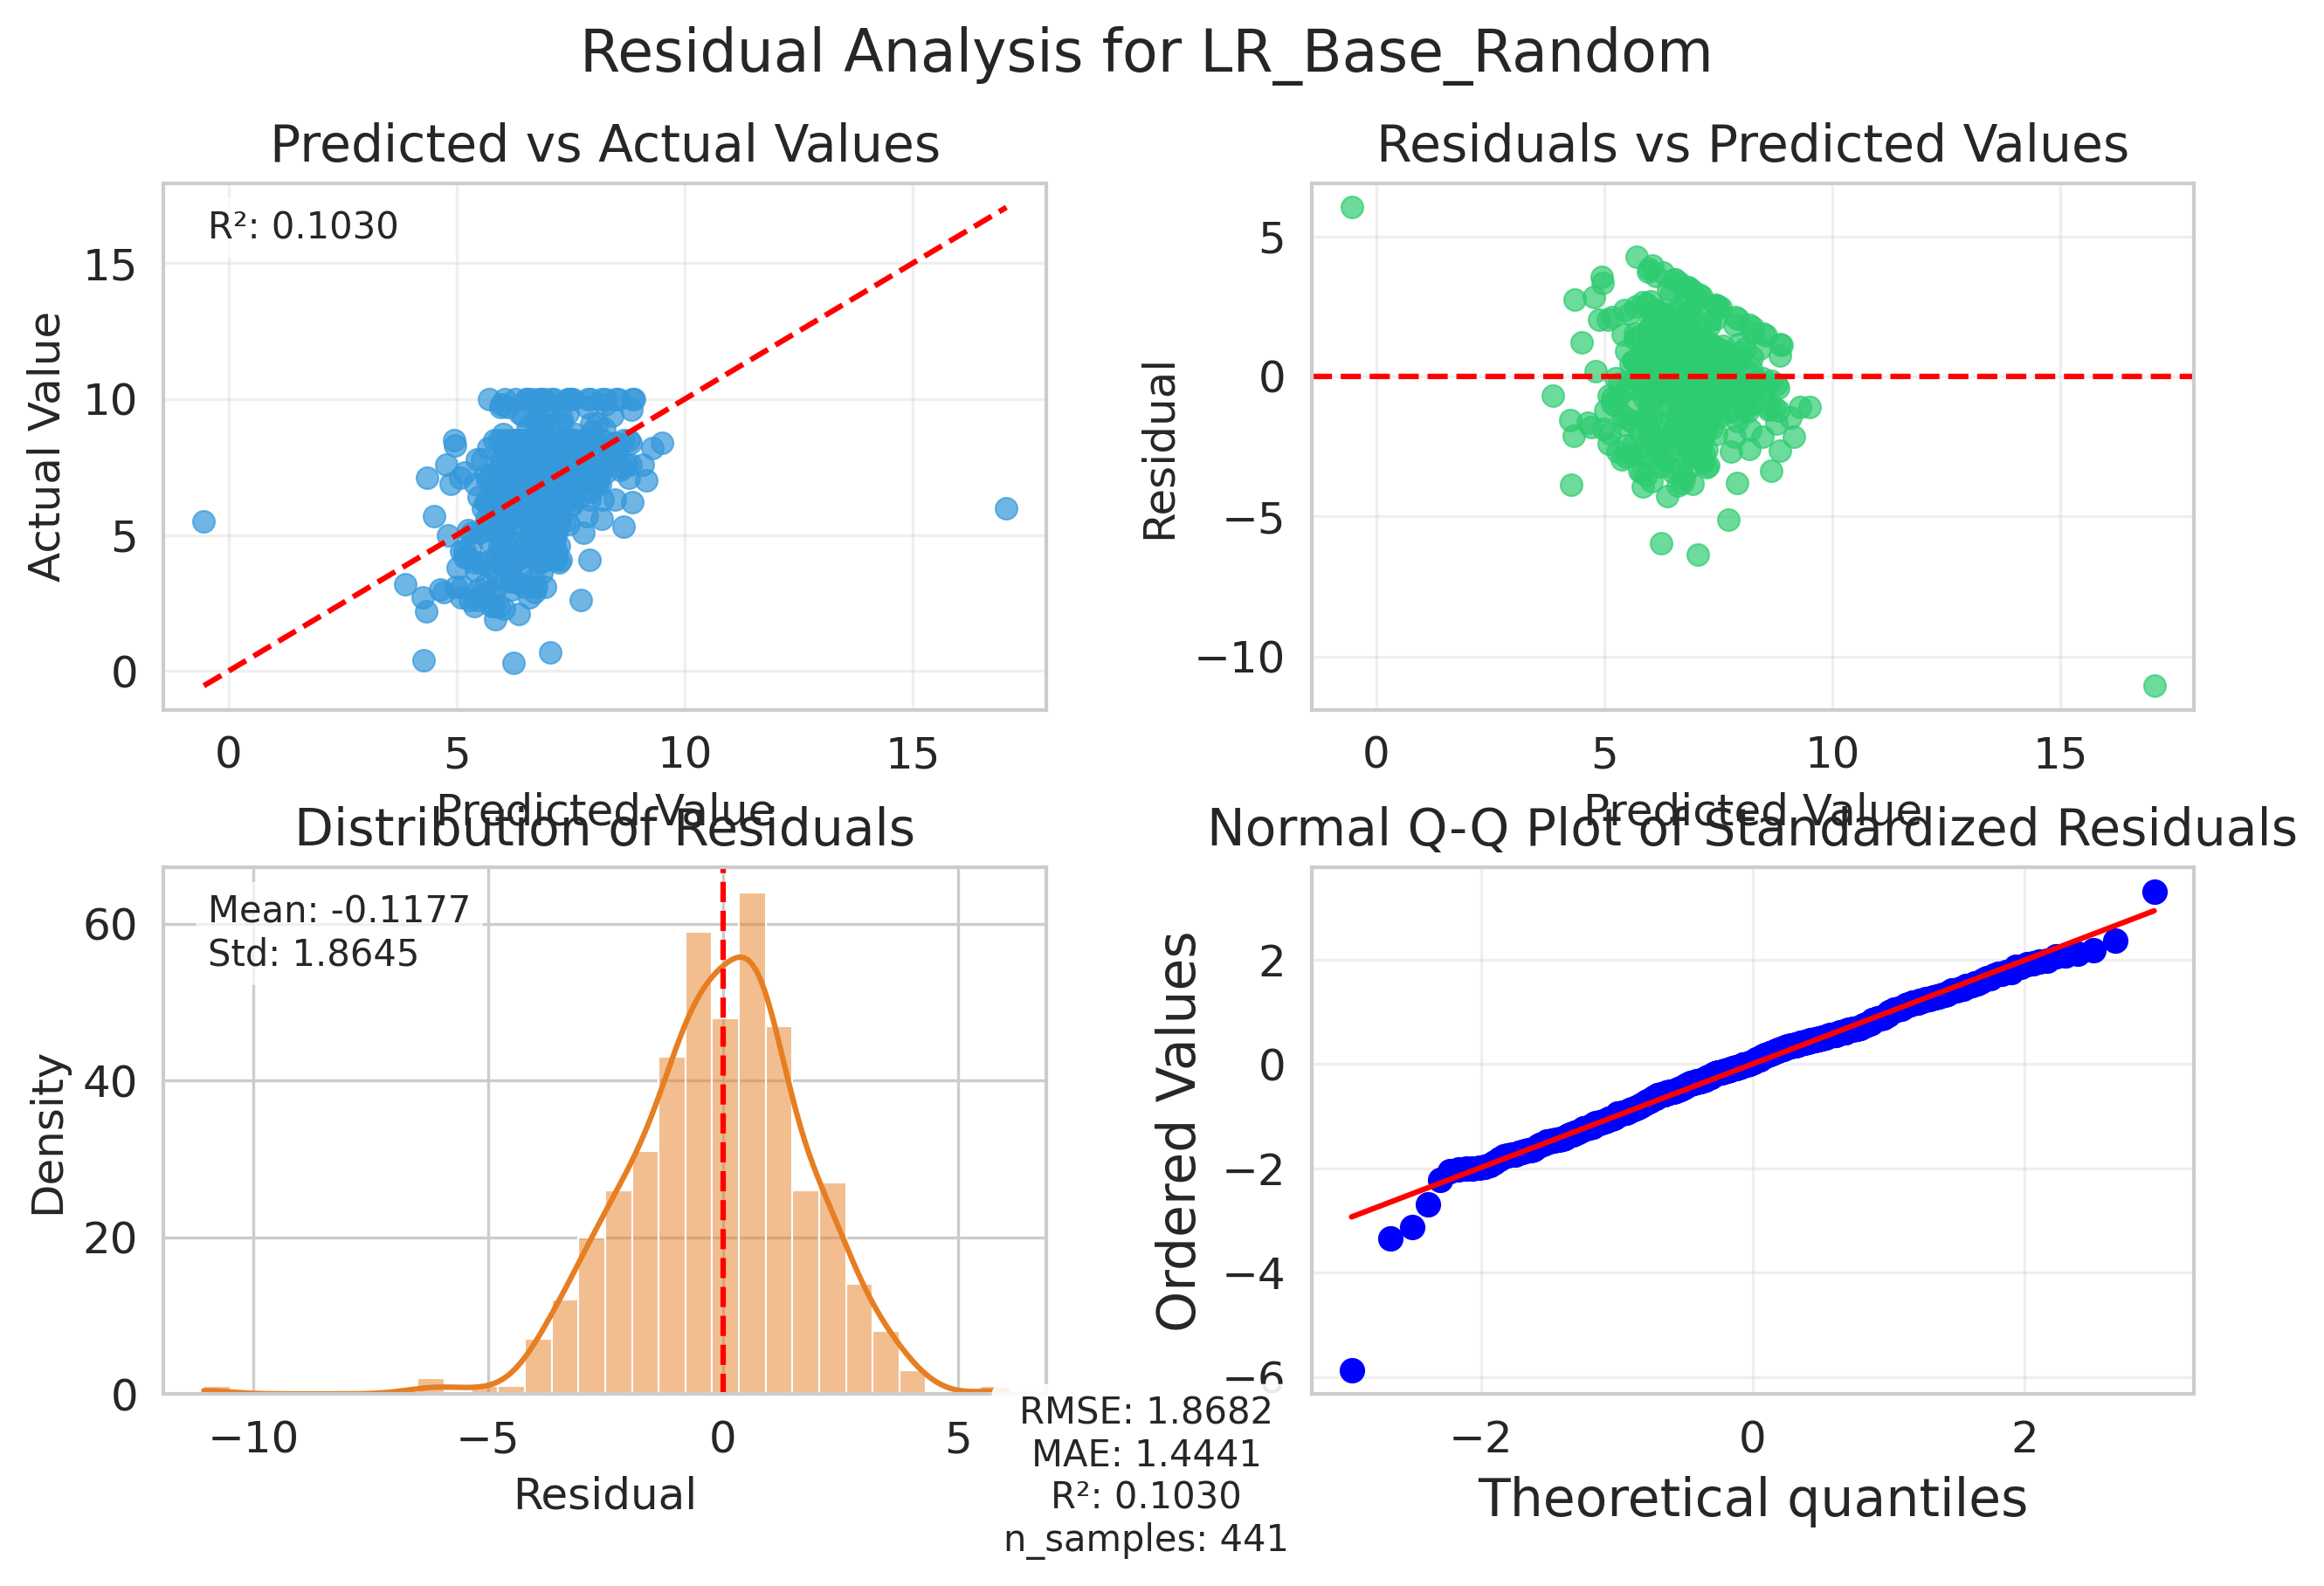 Residual Analysis for LR_Base_Random
Predicted vs Actual Values
R²: 0.1030
15
10
5
0
Actual Value
0 5 10 15
Predicted Value
Residuals vs Predicted Values
5
0
−5
−10
Residual
0 5 10 15
Predicted Value
Distribution of Residuals
Mean: -0.1177
Std: 1.8645
60
40
20
0
Density
−10 −5 0 5
Residual
Normal Q-Q Plot of Standardized Residuals
2
0
−2
−4
−6
Ordered Values
−2 0 2
Theoretical quantiles
RMSE: 1.8682
MAE: 1.4441
R²: 0.1030
n_samples: 441